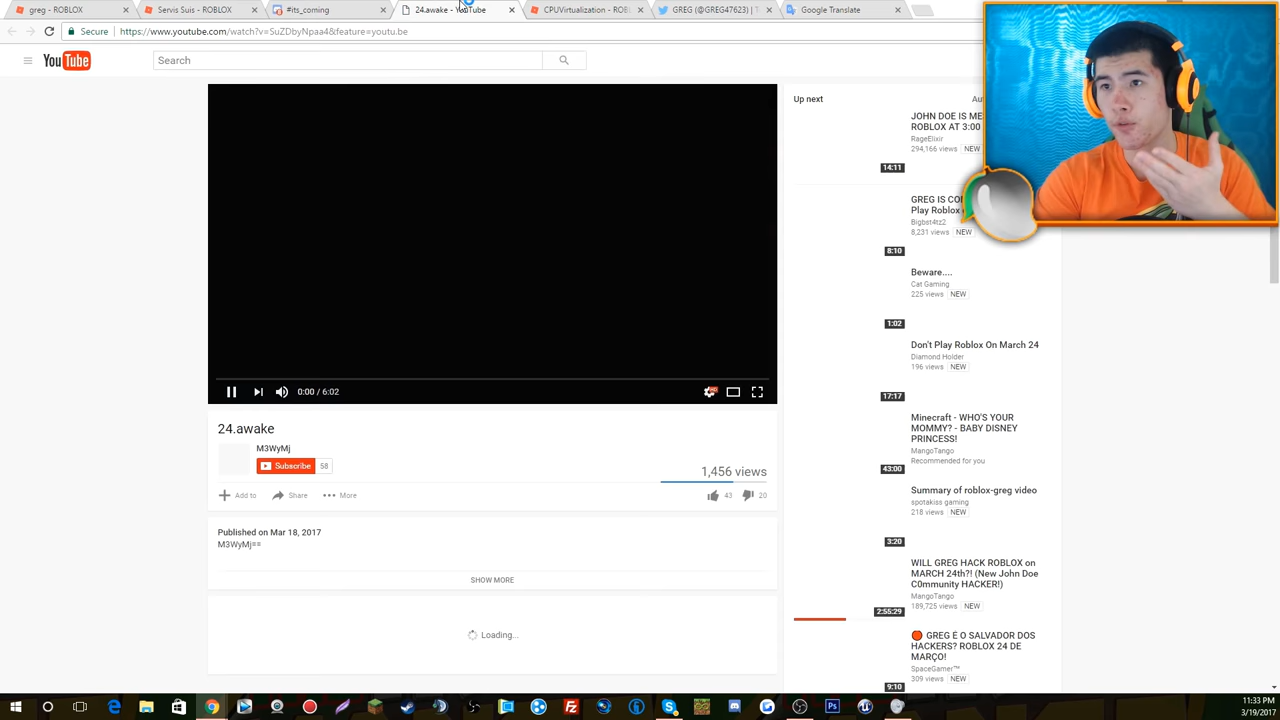 greg - ROBLOX
Servis Suis - ROBLOX
#its_coming
24.awake - YouTube
CPUVirtualization - RO
GREG (@GREG47623) | T
Google Translate
Secure
https://www.youtube.com/watch?v=SuZDbyNpaa4&feature=youtu.be
YouTube
Search
Up next
JOHN DOE IS ME
ROBLOX AT 3:00
RageElixir
294,166 views NEW
14:11
GREG IS CO
Play Roblox
Bigbst4tz2
8,231 views NEW
8:10
Beware....
Cat Gaming
225 views NEW
1:02
Don't Play Roblox On March 24
Diamond Holder
196 views NEW
17:17
Minecraft - WHO'S YOUR
MOMMY? - BABY DISNEY
PRINCESS!
MangoTango
Recommended for you
43:00
Summary of roblox-greg video
spotakiss gaming
218 views NEW
3:20
WILL GREG HACK ROBLOX on
MARCH 24th?! (New John Doe
C0mmunity HACKER!)
MangoTango
189,725 views NEW
2:55:29
GREG É O SALVADOR DOS
HACKERS? ROBLOX 24 DE
MARÇO!
SpaceGamer™
309 views NEW
9:10
0:00 / 6:02
24.awake
M3WyMj
Subscribe 58
1,456 views
Add to Share More
43 20
Published on Mar 18, 2017
M3WyMj==
SHOW MORE
Loading...
11:33 PM
3/19/2017